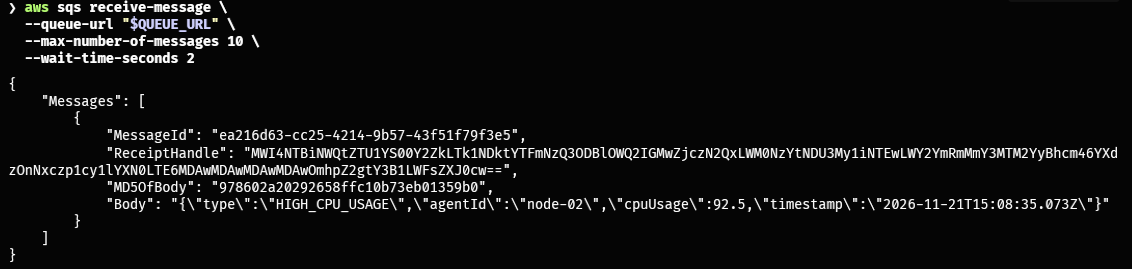 ❯ aws sqs receive-message \
  --queue-url "$QUEUE_URL" \
  --max-number-of-messages 10 \
  --wait-time-seconds 2
{
    "Messages": [
        {
            "MessageId": "ea216d63-cc25-4214-9b57-43f51f79f3e5",
            "ReceiptHandle": "MWI4NTBiNWQtZTU1YS00Y2ZkLTk1NDktYTFmNzQ3ODBlOWQ2IGMwZjczN2QxLWM0NzYtNDU3My1iNTEwLWY2YmRmMmY3MTM2YyBhcm46YXd
zOnNxczp1cy1lYXN0LTE6MDAwMDAwMDAwMDAwOmhpZ2gtY3B1LWFsZXJ0cw==",
            "MD5OfBody": "978602a20292658ffc10b73eb01359b0",
            "Body": "{\"type\":\"HIGH_CPU_USAGE\",\"agentId\":\"node-02\",\"cpuUsage\":92.5,\"timestamp\":\"2026-11-21T15:08:35.073Z\"}"
        }
    ]
}